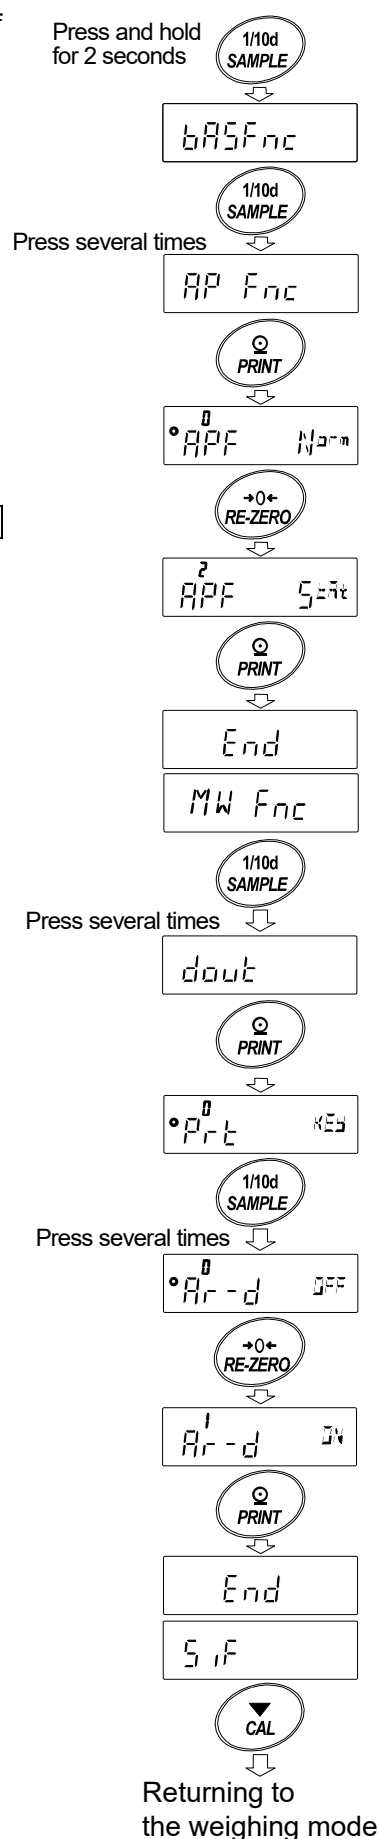 Press and hold
for 2 seconds
1/10d
SAMPLE
bASFnc
1/10d
SAMPLE
Press several times
AP Fnc
PRINT
0
APF Norm
→0←
RE-ZERO
2
APF Stat
PRINT
End
MW Fnc
1/10d
SAMPLE
Press several times
dout
PRINT
0
Prt KEY
1/10d
SAMPLE
Press several times
0
Ar-d OFF
→0←
RE-ZERO
1
Ar-d ON
PRINT
End
SiF
CAL
Returning to
the weighing mode